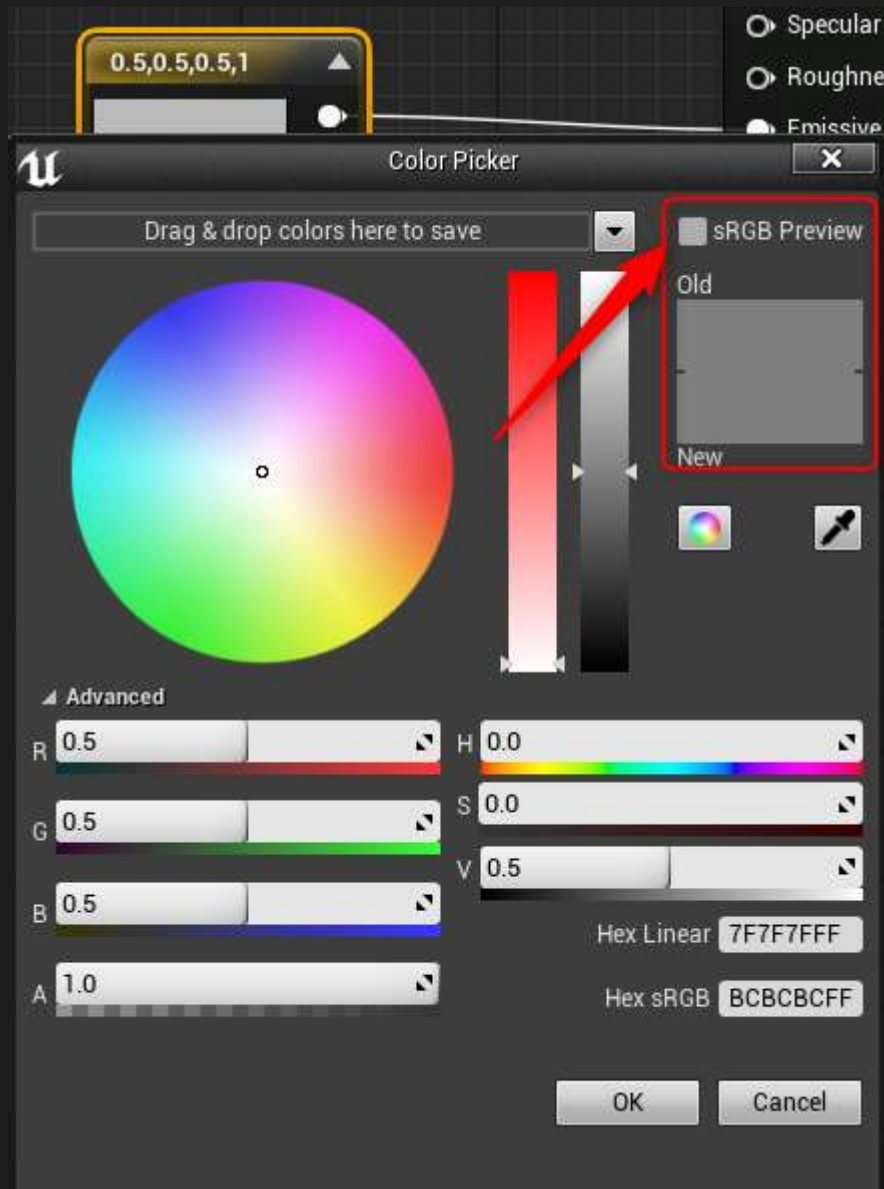 Specular
0.5,0.5,0.5,1
Roughne
Emissive
Color Picker
Drag & drop colors here to save
sRGB Preview
Old
New
Advanced
R 0.5
H 0.0
G 0.5
S 0.0
B 0.5
V 0.5
Hex Linear 7F7F7FFF
A 1.0
Hex sRGB BCBCBCFF
OK
Cancel